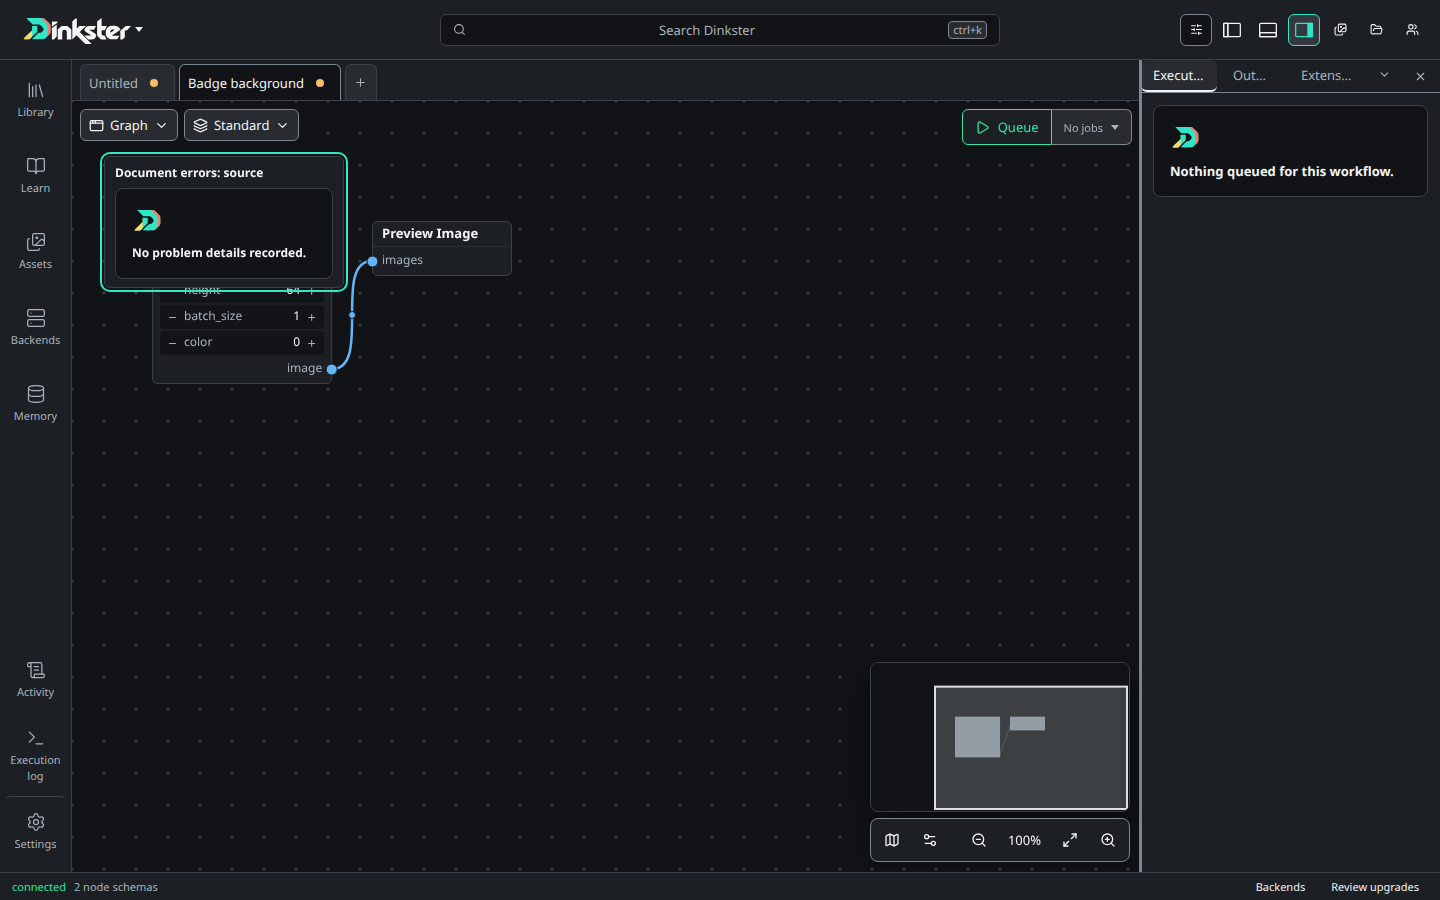 Dinkster
Search Dinkster
ctrl+k
Untitled
Badge background
Execut...
Out...
Extens...
Library
Learn
Assets
Backends
Memory
Activity
Execution
log
Settings
Graph
Standard
Queue
No jobs
Nothing queued for this workflow.
Document errors: source
No problem details recorded.
Preview Image
images
height 64 +
– batch_size 1 +
– color 0 +
image
100%
connected
2 node schemas
Backends
Review upgrades